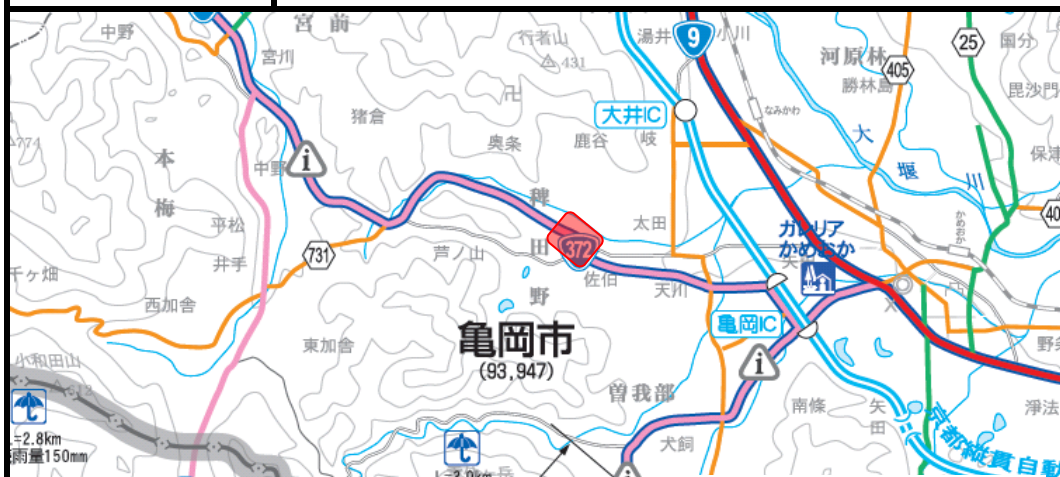 中野
宮前
宮川
行者山
431
湯井
9
小川
河原林
25
国分
405
勝林島
毘沙門
大井IC
なみかわ
猪倉
卍
774
奥条
鹿谷
岐
大堰川
保津
本梅
中野
i
稗田野
太田
40
平松
731
井手
芦ノ山
372
佐伯
天川
ガレリア
かめおか
かめおか
千ヶ畑
西加舎
東加舎
亀岡市
(93,947)
亀岡IC
i
小和田山
612
曽我部
南條
矢田
浄法
=2.8km
雨量150mm
犬飼
i
京都縦貫自動